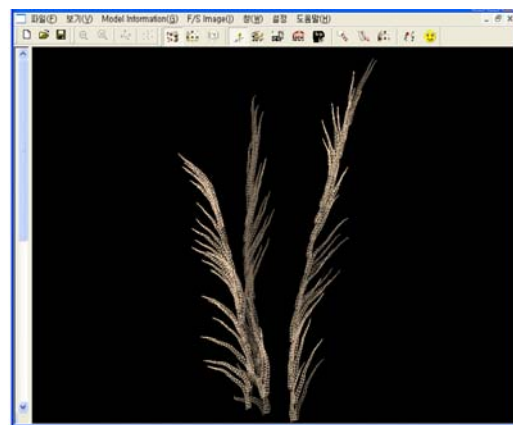 파일(F) 보기(V) Model Information(G) F/S Image(I) 창(W) 설정 도움말(H)